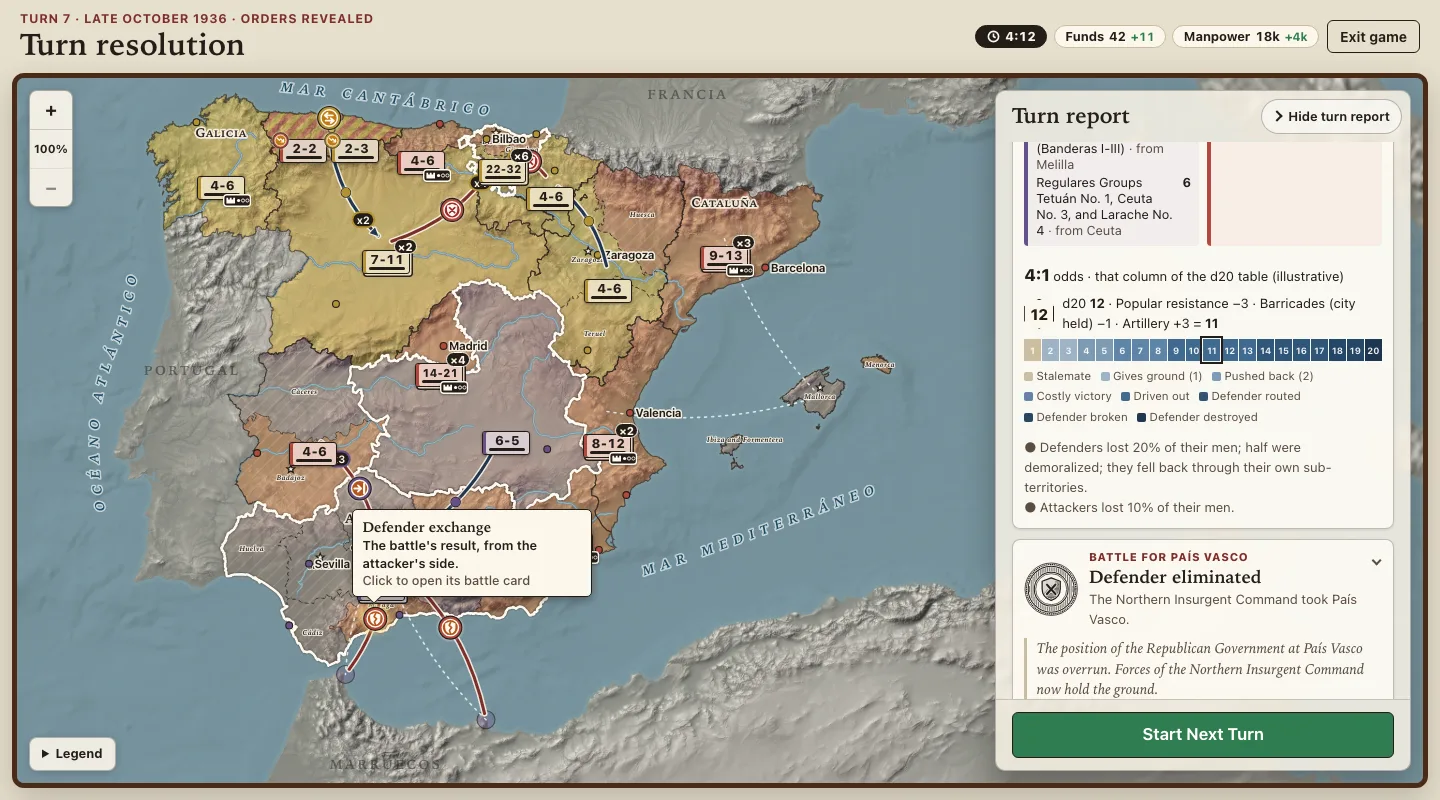 TURN 7 · LATE OCTOBER 1936 · ORDERS REVEALED
Turn resolution
4:12
Funds 42 +11
Manpower 18k +4k
Exit game
+
100%
−
MAR CANTÁBRICO
FRANCIA
GALICIA
Bilbao
2-2
2-3
4-6
x6
22-32
4-6
4-6
x2
x2
7-11
CATALUÑA
Huesca
Zaragoza
x3
9-13
Barcelona
4-6
Teruel
OCÉANO ATLÁNTICO
PORTUGAL
Madrid
x4
14-21
Cáceres
Menorca
Mallorca
Valencia
Ibiza and Formentera
x2
8-12
6-5
4-6
Badajoz
MAR MEDITERRÁNEO
Huelva
Sevilla
Cádiz
Defender exchange
The battle's result, from the
attacker's side.
Click to open its battle card
MARRUECOS
Legend
Turn report
Hide turn report
(Banderas I-III) · from
Melilla
Regulares Groups 6
Tetuán No. 1, Ceuta
No. 3, and Larache No.
4 · from Ceuta
4:1 odds · that column of the d20 table (illustrative)
12
d20 12 · Popular resistance −3 · Barricades (city
held) −1 · Artillery +3 = 11
1 2 3 4 5 6 7 8 9 10 11 12 13 14 15 16 17 18 19 20
Stalemate Gives ground (1) Pushed back (2)
Costly victory Driven out Defender routed
Defender broken Defender destroyed
● Defenders lost 20% of their men; half were
demoralized; they fell back through their own sub-
territories.
● Attackers lost 10% of their men.
BATTLE FOR PAÍS VASCO
Defender eliminated
The Northern Insurgent Command took País
Vasco.
The position of the Republican Government at País Vasco
was overrun. Forces of the Northern Insurgent Command
now hold the ground.
Start Next Turn